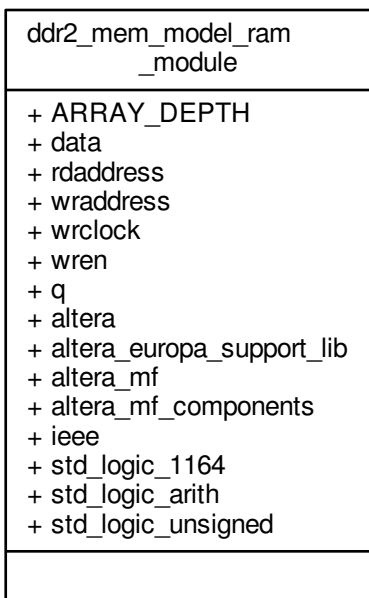 ddr2_mem_model_ram
_module
+ ARRAY_DEPTH
+ data
+ rdaddress
+ wraddress
+ wrclock
+ wren
+ q
+ altera
+ altera_europa_support_lib
+ altera_mf
+ altera_mf_components
+ ieee
+ std_logic_1164
+ std_logic_arith
+ std_logic_unsigned